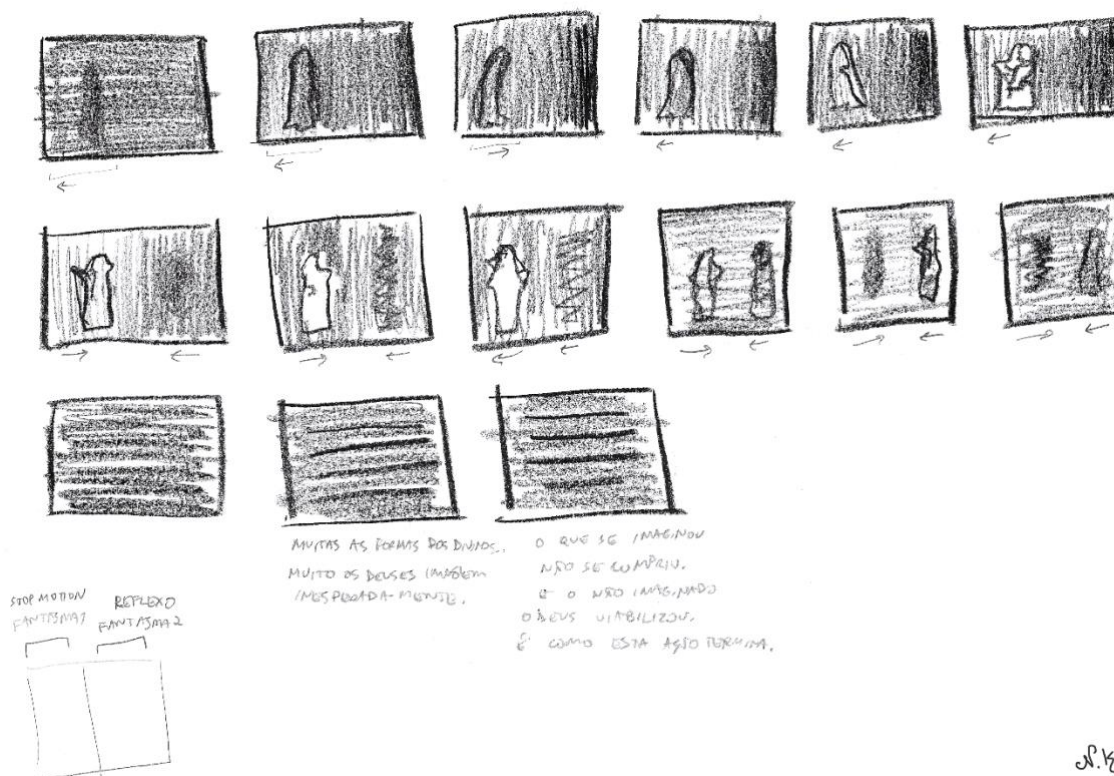 MUITAS AS FORMAS DOS DIVINOS.
MUITO OS DEUSES IMPÕEM
INESPERADA-MENTE.
O QUE SE IMAGINOU
NÃO SE CUMPRIU.
E O NÃO IMAGINADO
O DEUS VIABILIZOU.
É COMO ESTA AÇÃO TERMINA.
STOP MOTION
FANTASMA 1
REFLEXO
FANTASMA 2